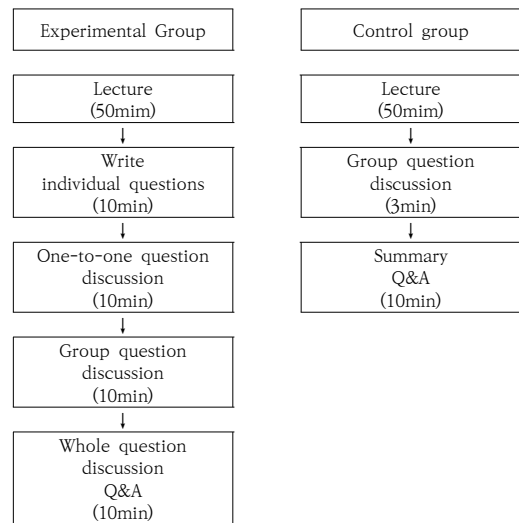 Experimental Group
Lecture
(50mim)
Write
individual questions
(10min)
One-to-one question
discussion
(10min)
Group question
discussion
(10min)
Whole question
discussion
Q&A
(10min)
Control group
Lecture
(50mim)
Group question
discussion
(3min)
Summary
Q&A
(10min)